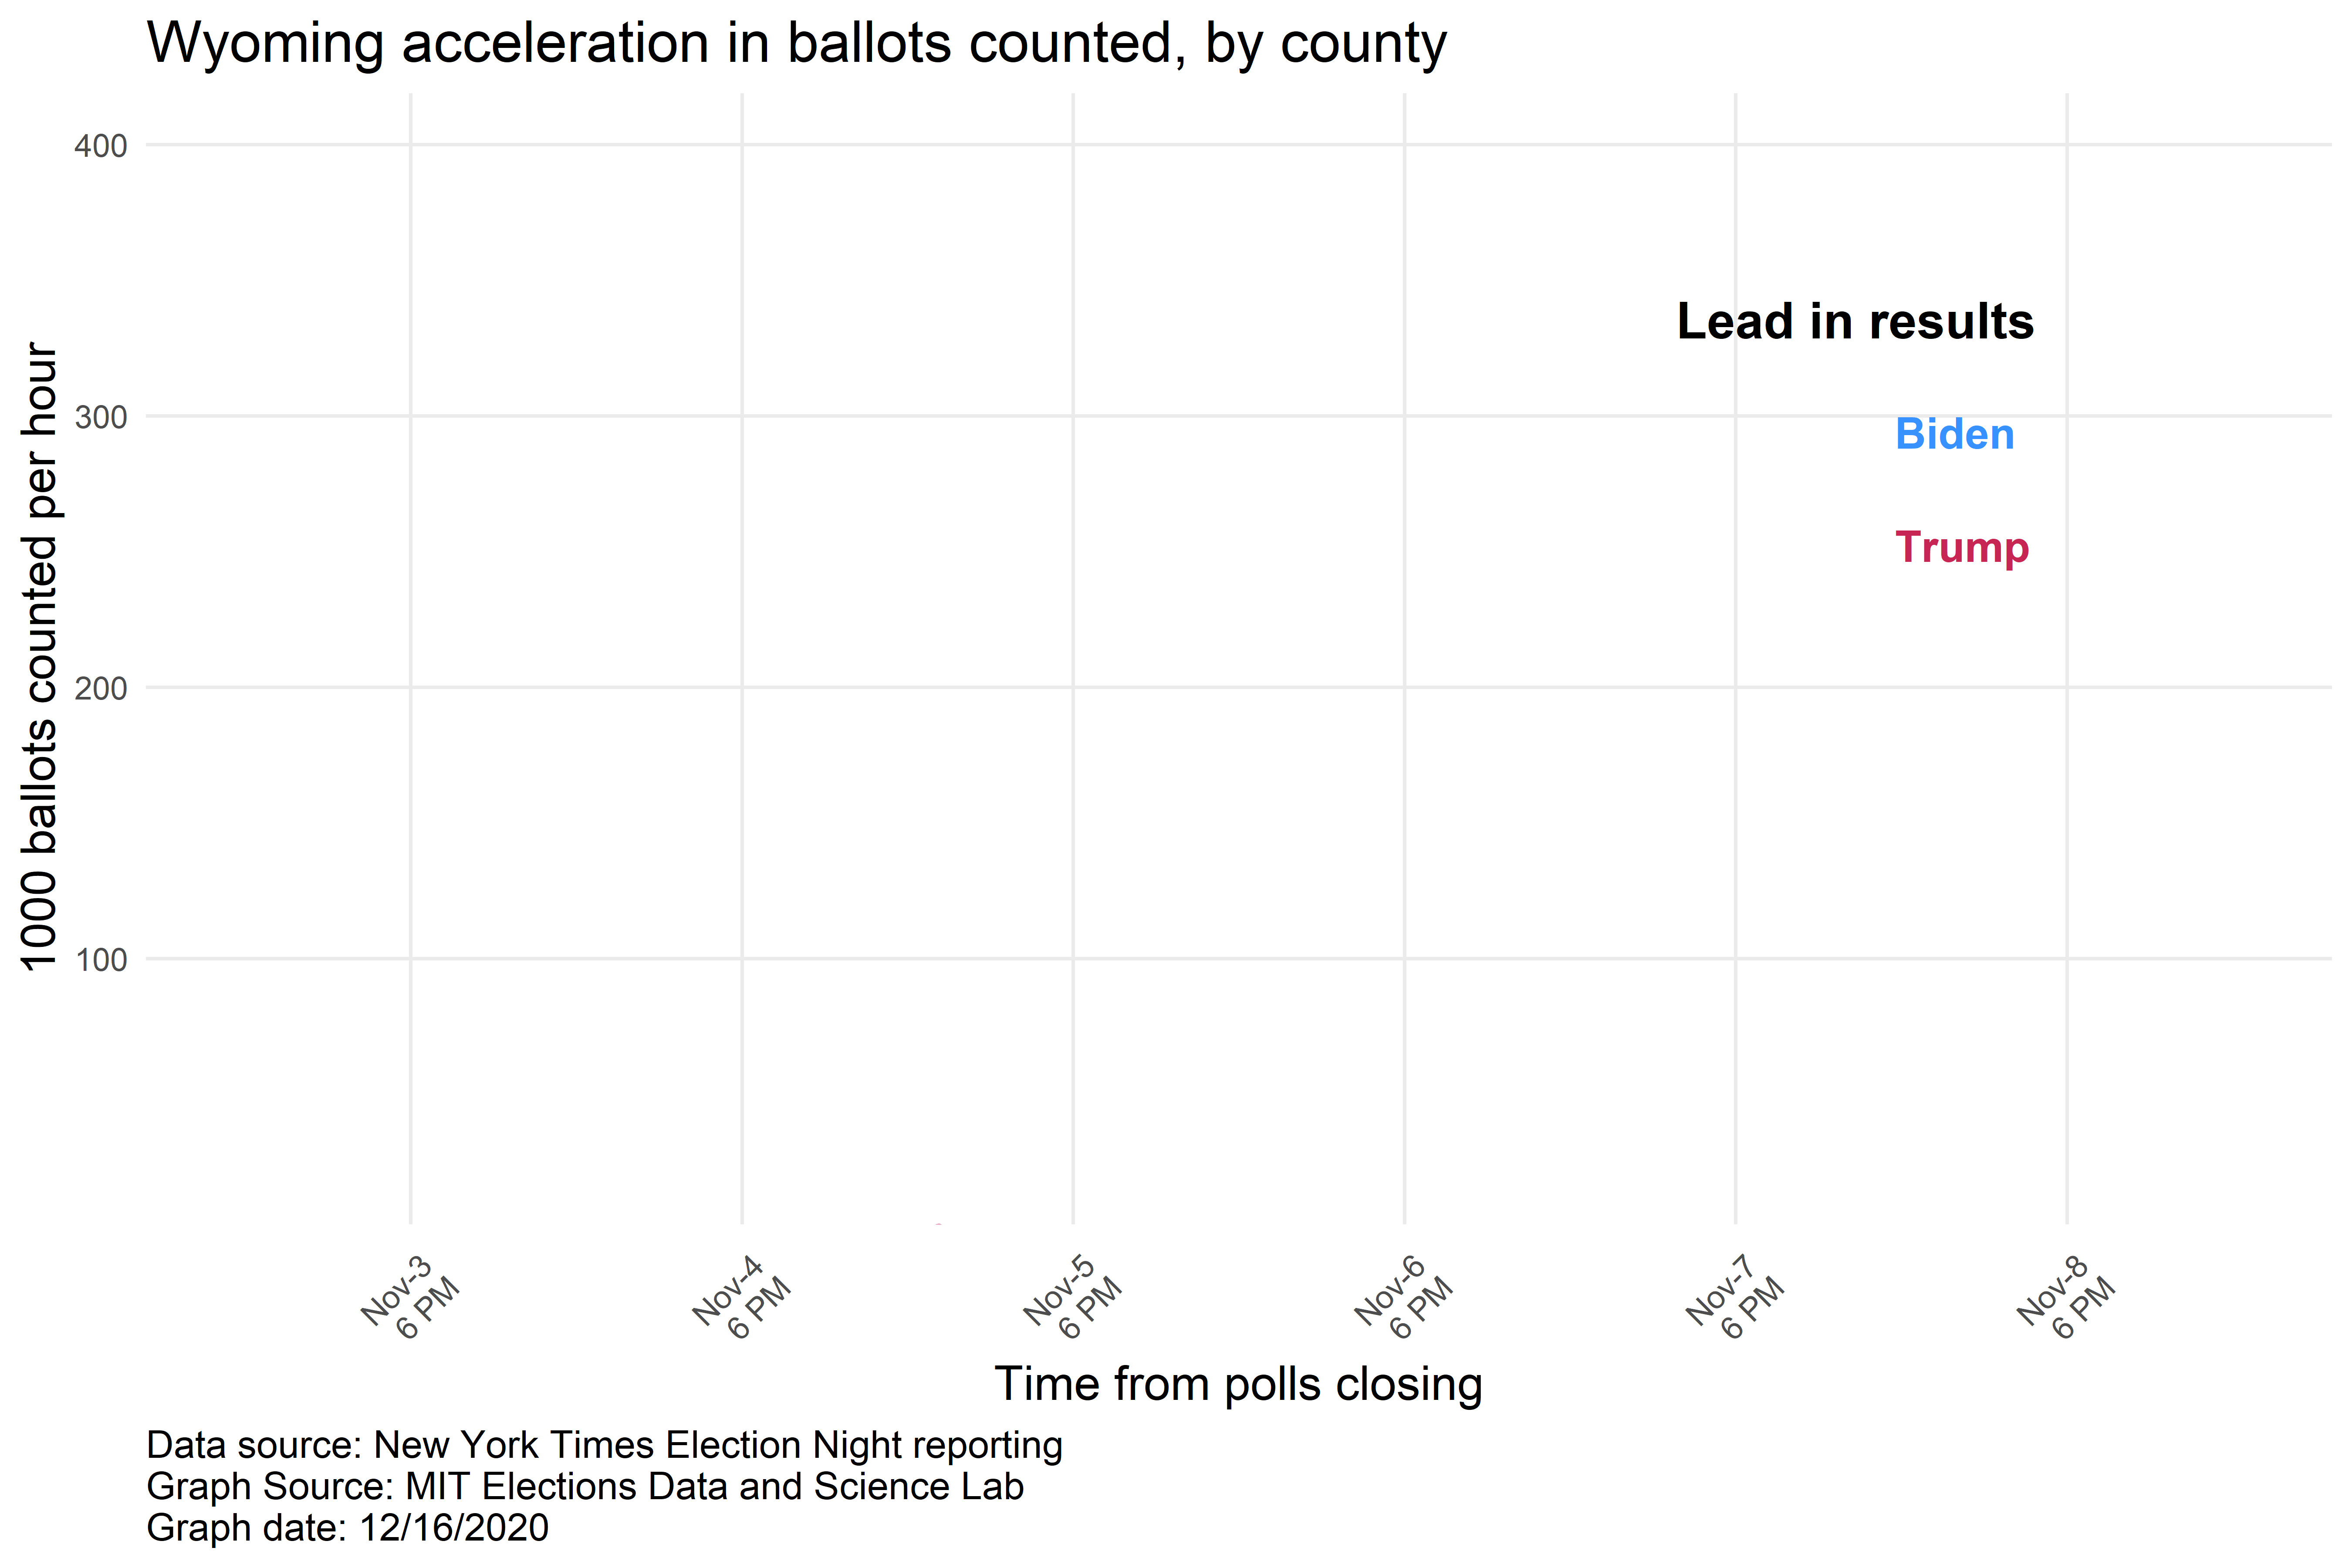 Wyoming acceleration in ballots counted, by county
400
300
200
100
1000 ballots counted per hour
Lead in results
Biden
Trump
Nov-3
6 PM
Nov-4
6 PM
Nov-5
6 PM
Nov-6
6 PM
Nov-7
6 PM
Nov-8
6 PM
Time from polls closing
Data source: New York Times Election Night reporting
Graph Source: MIT Elections Data and Science Lab
Graph date: 12/16/2020